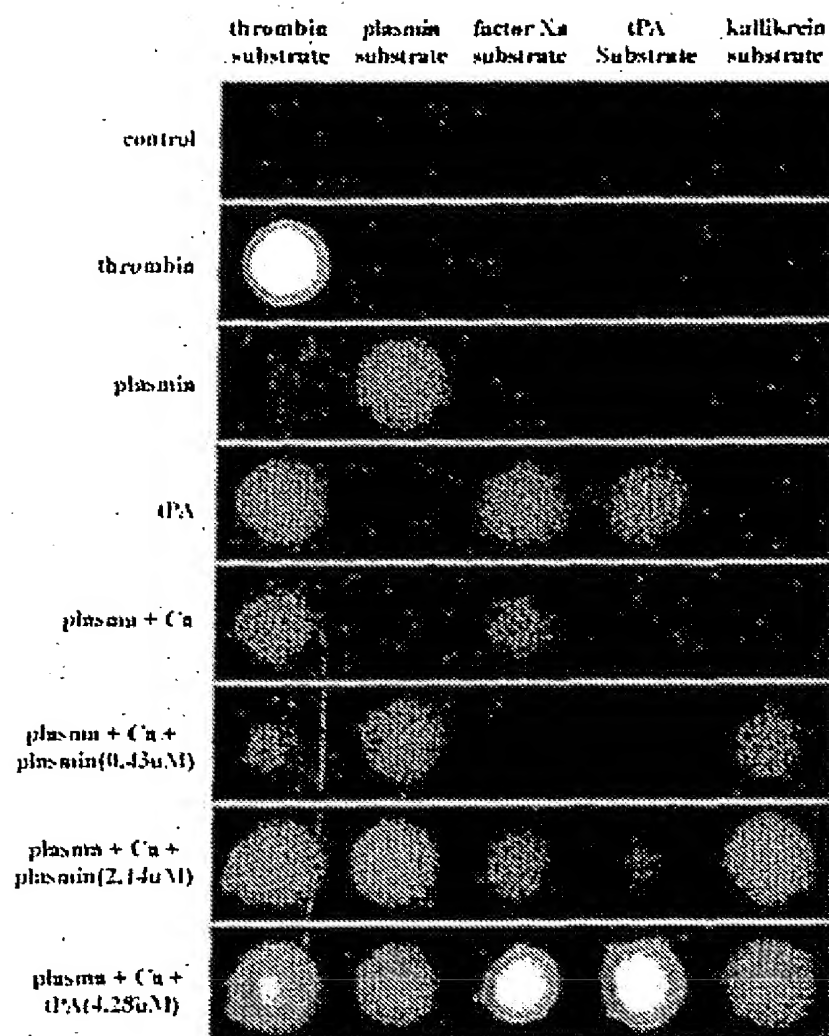 thrombin substrate
plasmin substrate
factor Xa substrate
tPA Substrate
kallikrein substrate
control
thrombin
plasmin
tPA
plasma + Ca
plasma + Ca +
plasmin(0.43uM)
plasma + Ca +
plasmin(2.14uM)
plasma + Ca +
tPA(4.28uM)